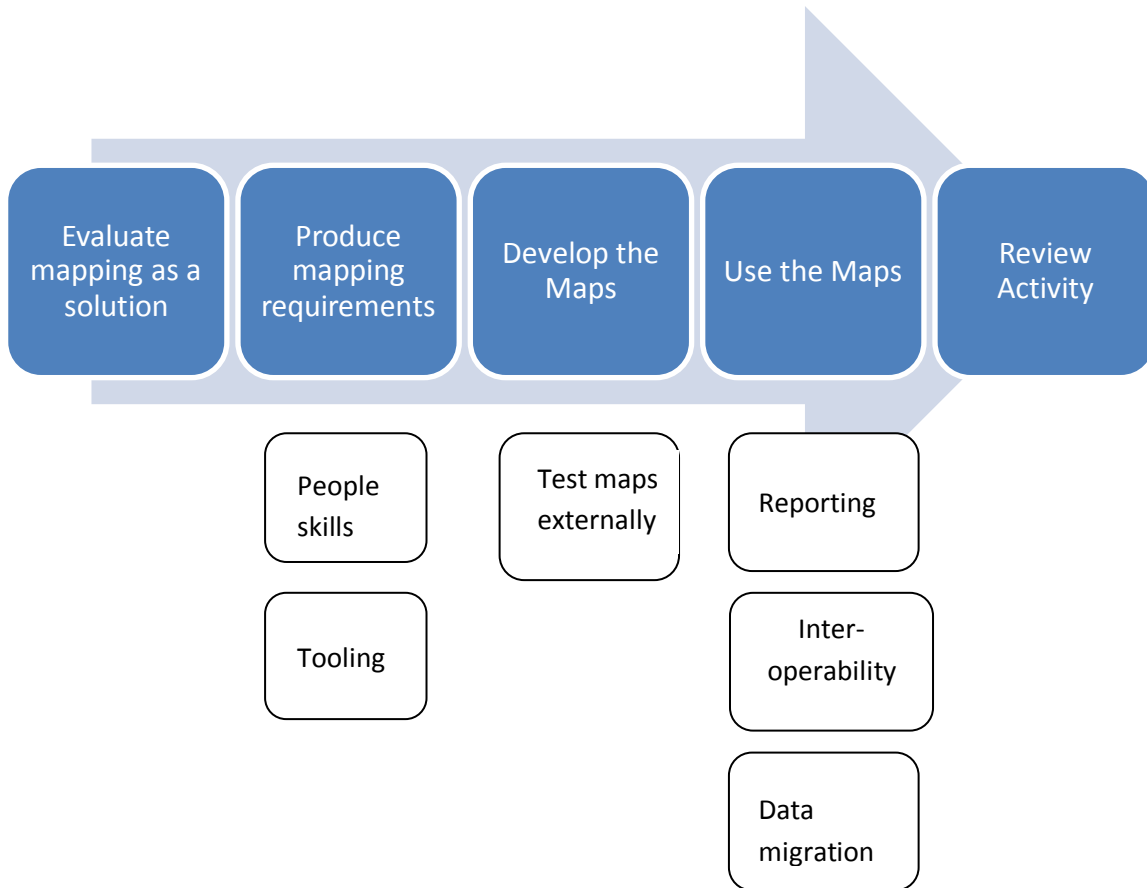 Evaluate
mapping as a
solution
Produce
mapping
requirements
Develop the
Maps
Use the Maps
Review
Activity
People
skills
Tooling
Test maps
externally
Reporting
Inter-
operability
Data
migration